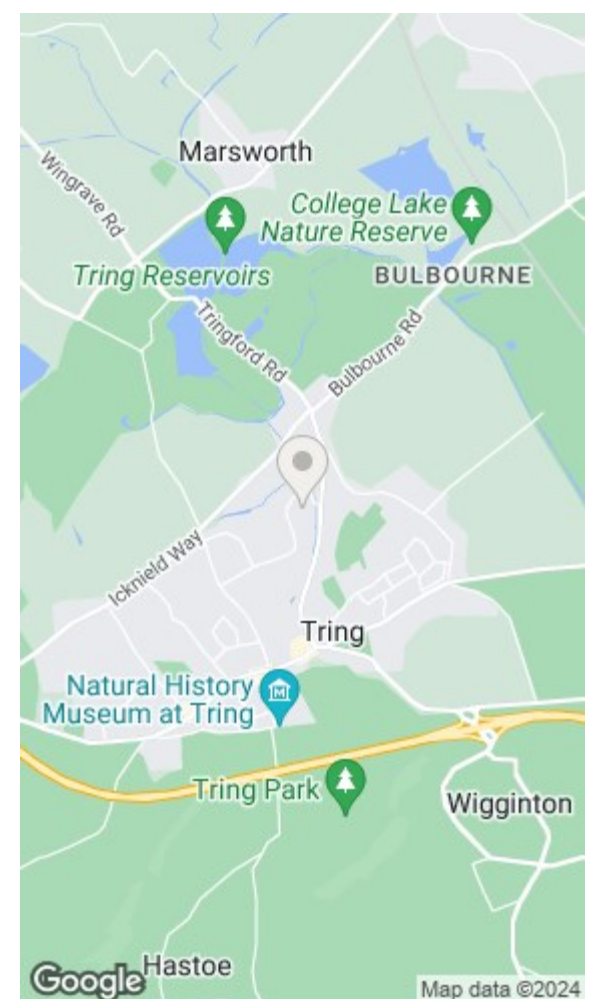 Marsworth
Wingrave Rd
College Lake
Nature Reserve
Tring Reservoirs
BULBOURNE
Tringford Rd
Bulbourne Rd
Icknield Way
Tring
Natural History
Museum at Tring
M
Tring Park
Wigginton
Hastoe
Google
Map data ©2024